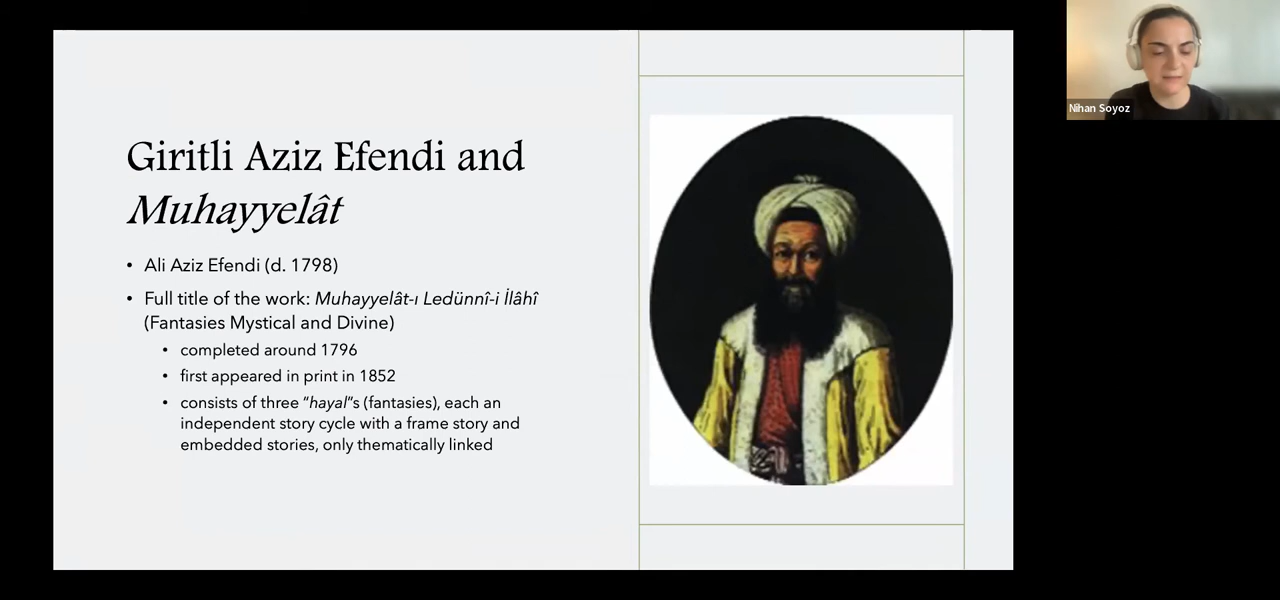 Giritli Aziz Efendi and
Muhayyelât
• Ali Aziz Efendi (d. 1798)
• Full title of the work: Muhayyelât-ı Ledünnî-i İlâhî
(Fantasies Mystical and Divine)
• completed around 1796
• first appeared in print in 1852
• consists of three “hayal”s (fantasies), each an
independent story cycle with a frame story and
embedded stories, only thematically linked
Nihan Soyoz